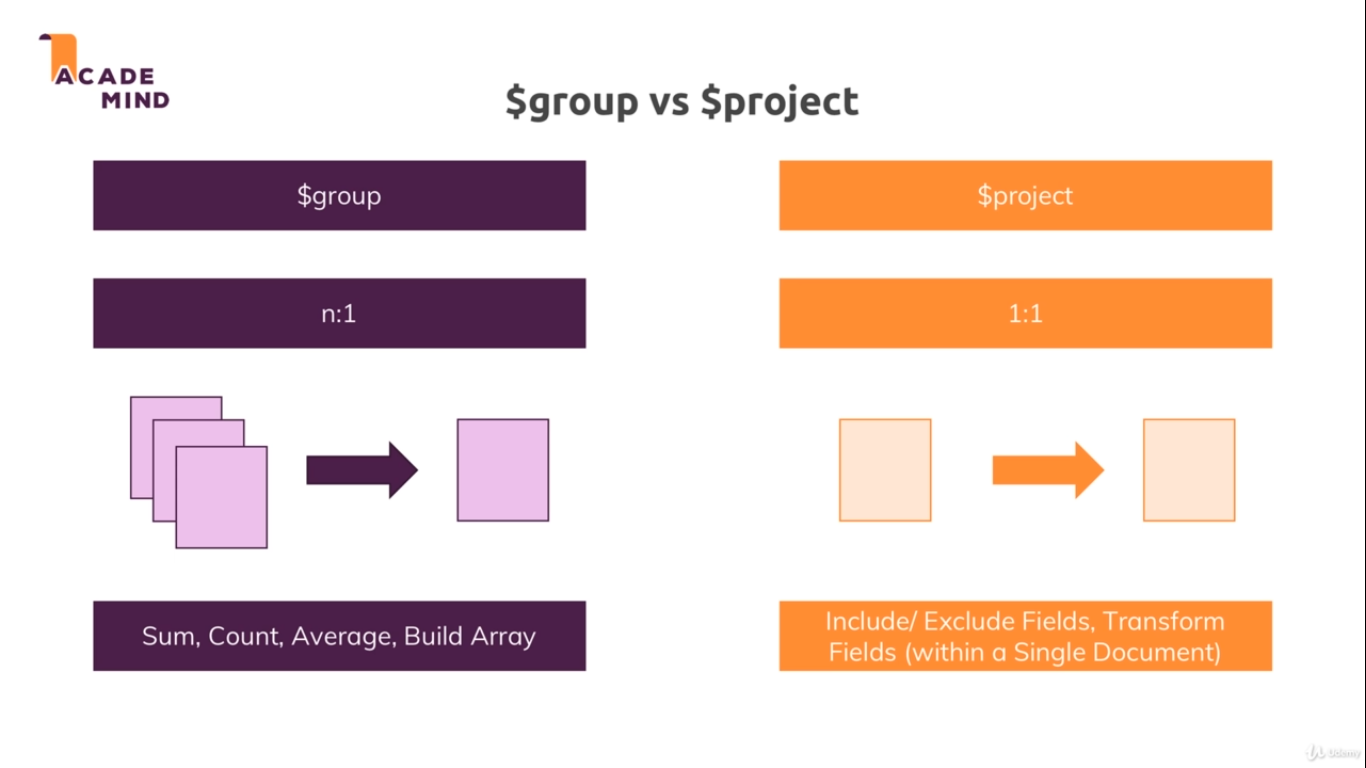 ACADE
MIND
$group vs $project
$group
$project
n:1
1:1
Sum, Count, Average, Build Array
Include/ Exclude Fields, Transform
Fields (within a Single Document)
Udemy